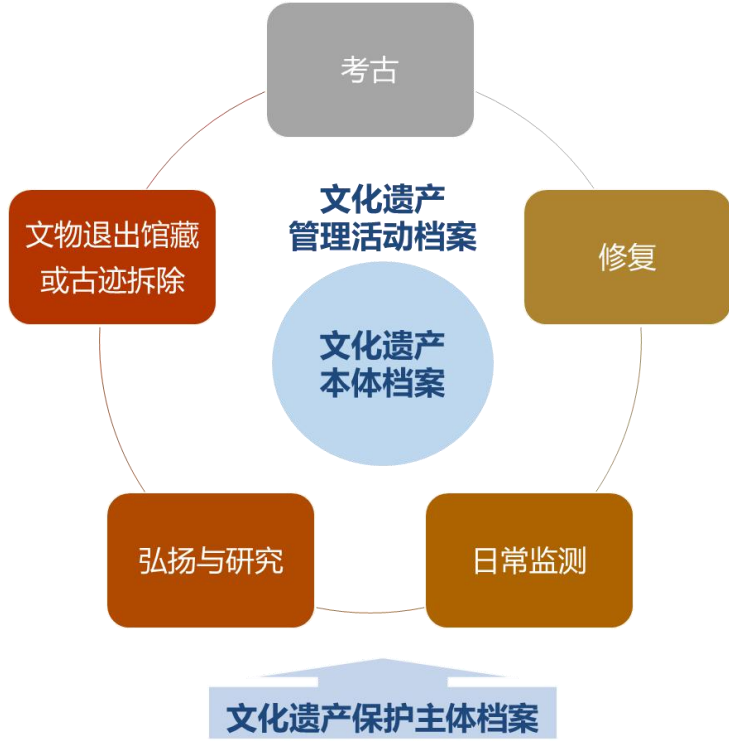 考古
文化遗产
管理活动档案
文物退出馆藏
或古迹拆除
修复
文化遗产
本体档案
弘扬与研究
日常监测
文化遗产保护主体档案